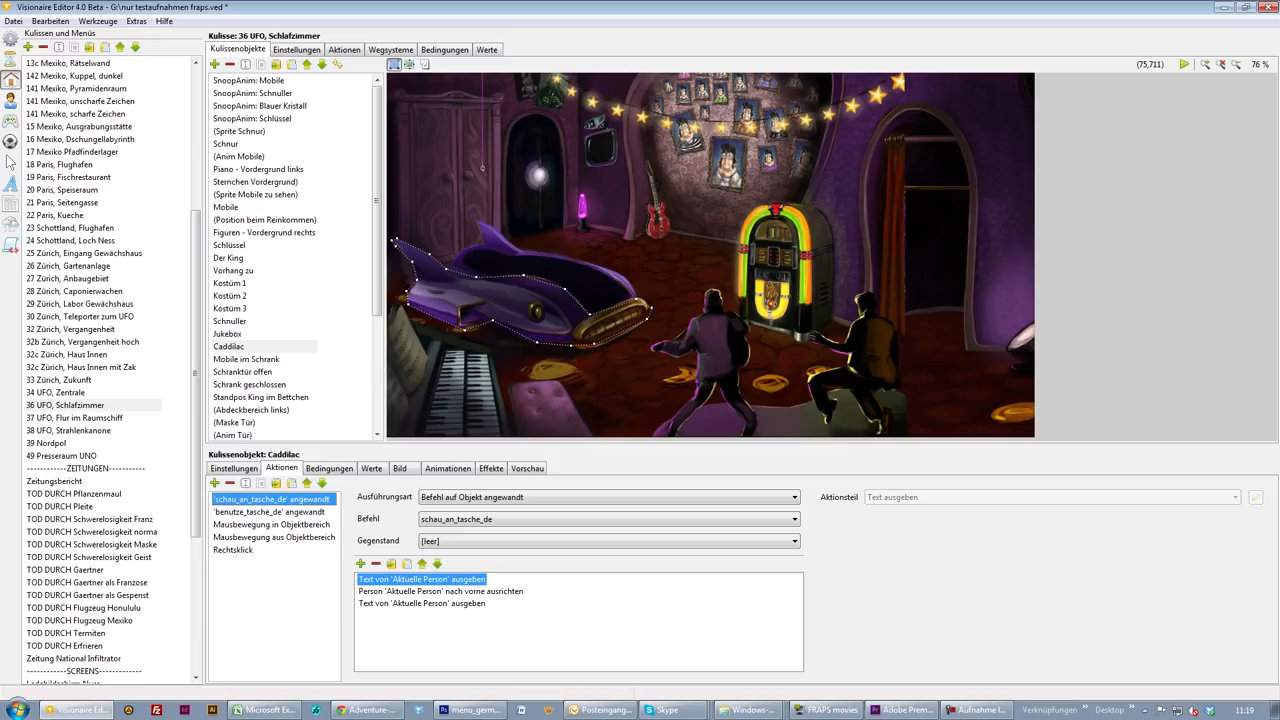 Visionaire Editor 4.0 Beta - G:\nur testaufnahmen fraps.ved *
Datei Bearbeiten Werkzeuge Hilfe
Kulissen und Menüs
13c Mexiko, Rätselwand
142 Mexiko, Kuppel, dunkel
141 Mexiko, Pyramidenraum
141 Mexiko, unscharfe Zeichen
141 Mexiko, scharfe Zeichen
15 Mexiko, Ausgrabungsstätte
16 Mexiko, Dschungellabyrinth
17 Mexiko Pfadfinderlager
18 Paris, Flughafen
19 Paris, Fischrestaurant
20 Paris, Speiseraum
21 Paris, Seitengasse
22 Paris, Kueche
23 Schottland, Flughafen
24 Schottland, Loch Ness
25 Zürich, Eingang Gewächshaus
26 Zürich, Gartenanlage
27 Zürich, Anbaugebiet
28 Zürich, Caponierwachen
29 Zürich, Labor Gewächshaus
30 Zürich, Teleporter zum UFO
32 Zürich, Vergangenheit
32b Zürich, Vergangenheit hoch
32c Zürich, Haus Innen
32c Zürich, Haus Innen mit Zak
33 Zürich, Zukunft
34 UFO, Zentrale
36 UFO, Schlafzimmer
37 UFO, Flur im Raumschiff
38 UFO, Strahlenkanone
39 Nordpol
49 Presseraum UNO
------------ZEITUNGEN-----------
Zeitungsbericht
TOD DURCH Pflanzenmaul
TOD DURCH Pleite
TOD DURCH Schwerelosigkeit Franz
TOD DURCH Schwerelosigkeit norma
TOD DURCH Schwerelosigkeit Maske
TOD DURCH Schwerelosigkeit Geist
TOD DURCH Gaertner
TOD DURCH Gaertner als Franzose
TOD DURCH Gaertner als Gespenst
TOD DURCH Flugzeug Honululu
TOD DURCH Flugzeug Mexiko
TOD DURCH Termiten
TOD DURCH Erfrieren
Zeitung National Infiltrator
------------SCREENS-------------
Kulisse: 36 UFO, Schlafzimmer
Kulissenobjekte Einstellungen Aktionen Wegsysteme Bedingungen Werte
(75,711) 76 %
SnoopAnim: Mobile
SnoopAnim: Schnuller
SnoopAnim: Blauer Kristall
SnoopAnim: Schlüssel
(Sprite Schnur)
Schnur
(Anim Mobile)
Piano - Vordergrund links
Sternchen Vordergrund)
(Sprite Mobile zu sehen)
Mobile
(Position beim Reinkommen)
Figuren - Vordergrund rechts
Schlüssel
Der King
Vorhang zu
Kostüm 1
Kostüm 2
Kostüm 3
Schnuller
Jukebox
Caddilac
Mobile im Schrank
Schranktür offen
Schrank geschlossen
Standpos King im Bettchen
(Abdeckbereich links)
(Maske Tür)
(Anim Tür)
Kulissenobjekt: Caddilac
Einstellungen Aktionen Bedingungen Werte Bild Animationen Effekte Vorschau
'schau_an_tasche_de' angewandt
'benutze_tasche_de' angewandt
Mausbewegung in Objektbereich
Mausbewegung aus Objektbereich
Rechtsklick
Ausführungsart Befehl auf Objekt angewandt
Befehl schau_an_tasche_de
Gegenstand [leer]
Aktionsteil Text ausgeben
Text von 'Aktuelle Person' ausgeben
Person 'Aktuelle Person' nach vorne ausrichten
Text von 'Aktuelle Person' ausgeben
Visionaire Edi... Microsoft Ex... Adventure-... menu_germ... Posteingang... Skype Windows-... FRAPS movies Adobe Prem... Aufnahme l... Verknüpfungen Desktop 11:19